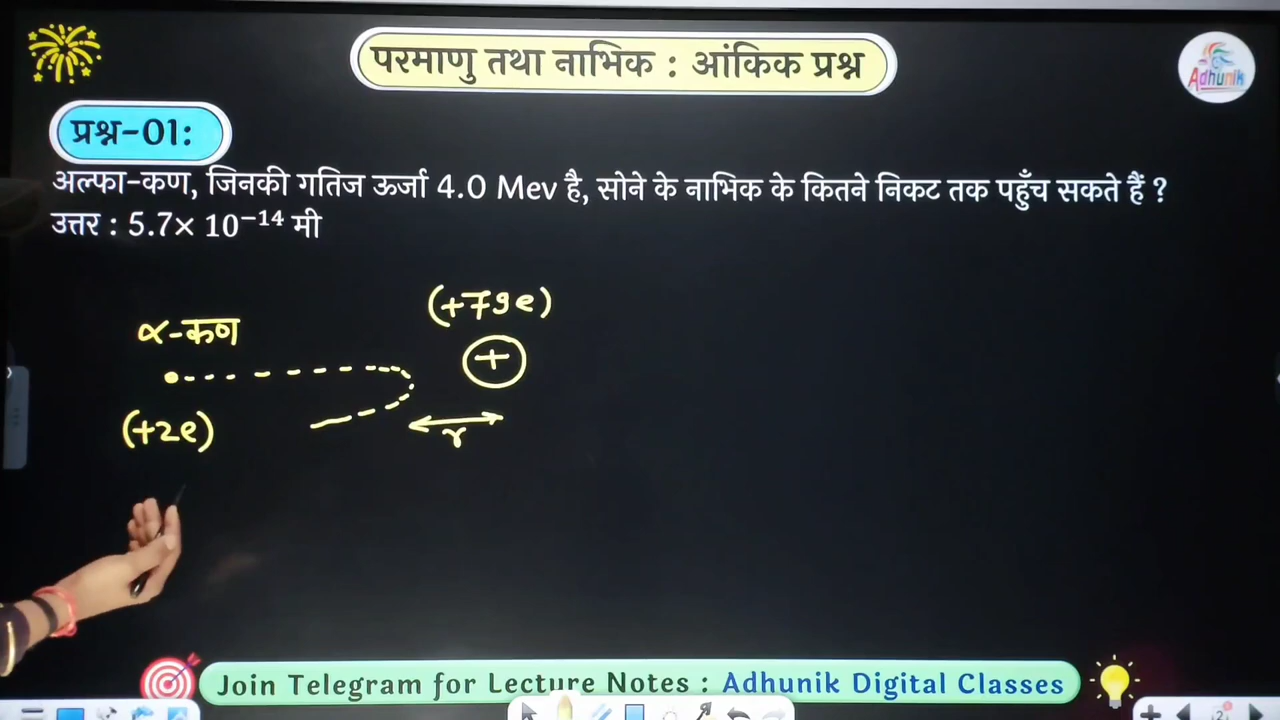 परमाणु तथा नाभिक : आंकिक प्रश्न
Adhunik
प्रश्न-01:
अल्फा-कण, जिनकी गतिज ऊर्जा 4.0 Mev है, सोने के नाभिक के कितने निकट तक पहुँच सकते हैं ?
उत्तर : 5.7× 10⁻¹⁴ मी
(+79e)
α-कण
+
(+2e)
r
Join Telegram for Lecture Notes : Adhunik Digital Classes
2